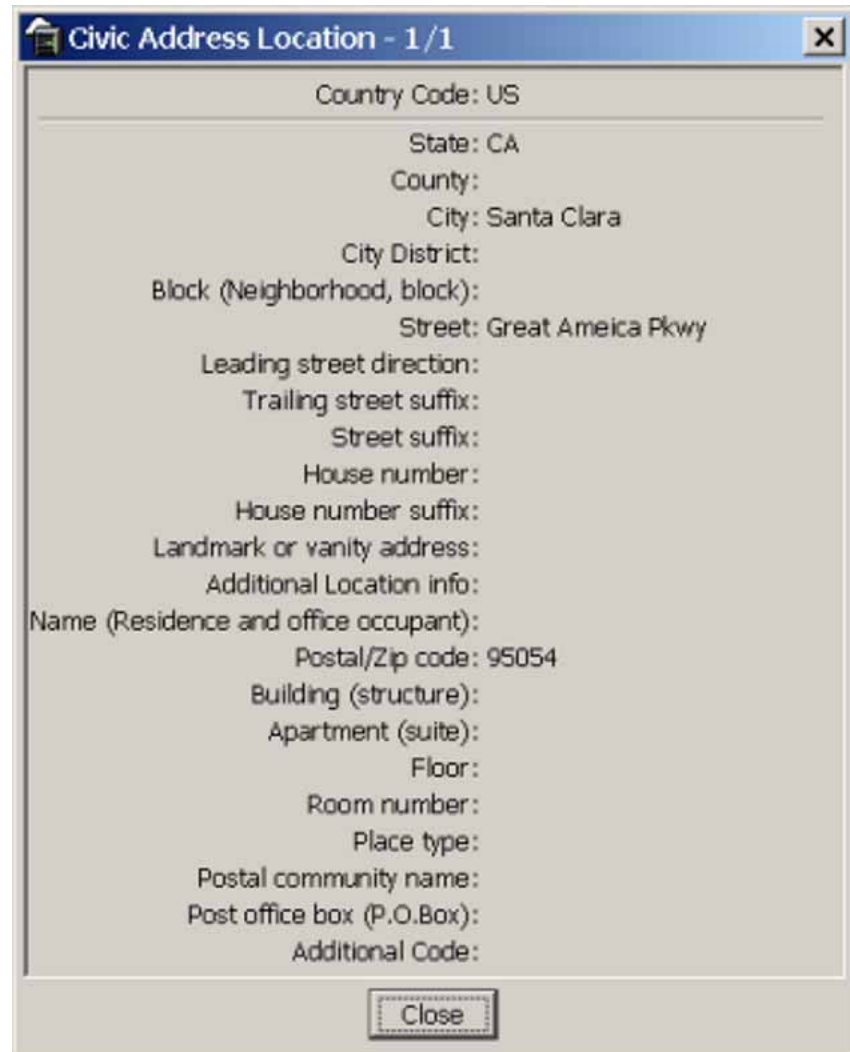 Civic Address Location - 1/1
Country Code: US
State: CA
County:
City: Santa Clara
City District:
Block (Neighborhood, block):
Street: Great Ameica Pkwy
Leading street direction:
Trailing street suffix:
Street suffix:
House number:
House number suffix:
Landmark or vanity address:
Additional Location info:
Name (Residence and office occupant):
Postal/Zip code: 95054
Building (structure):
Apartment (suite):
Floor:
Room number:
Place type:
Postal community name:
Post office box (P.O.Box):
Additional Code:
Close